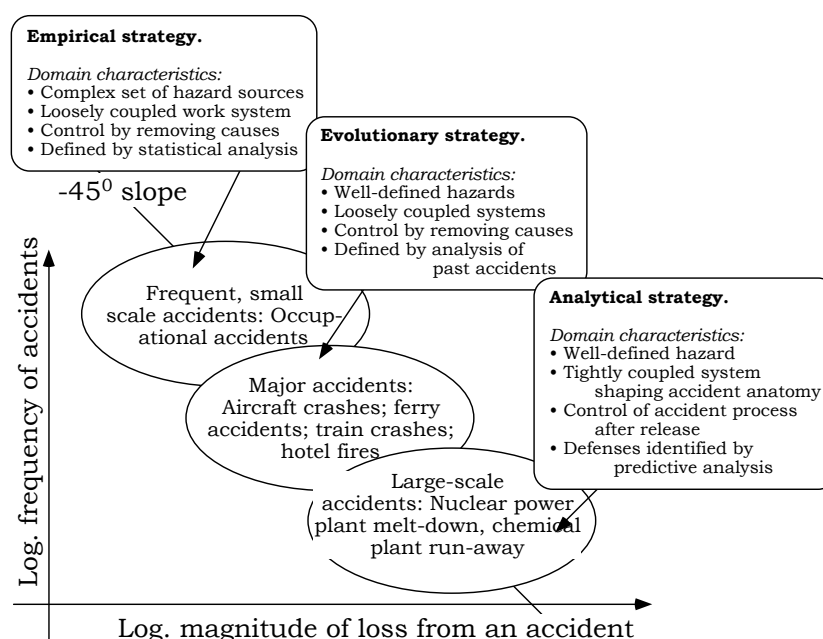 Empirical strategy.
Domain characteristics:
• Complex set of hazard sources
• Loosely coupled work system
• Control by removing causes
• Defined by statistical analysis
-45⁰ slope
Evolutionary strategy.
Domain characteristics:
• Well-defined hazards
• Loosely coupled systems
• Control by removing causes
• Defined by analysis of
past accidents
Analytical strategy.
Domain characteristics:
• Well-defined hazard
• Tightly coupled system
shaping accident anatomy
• Control of accident process
after release
• Defenses identified by
predictive analysis
Frequent, small
scale accidents: Occup-
ational accidents
Major accidents:
Aircraft crashes; ferry
accidents; train crashes;
hotel fires
Large-scale
accidents: Nuclear power
plant melt-down, chemical
plant run-away
Log. frequency of accidents
Log. magnitude of loss from an accident